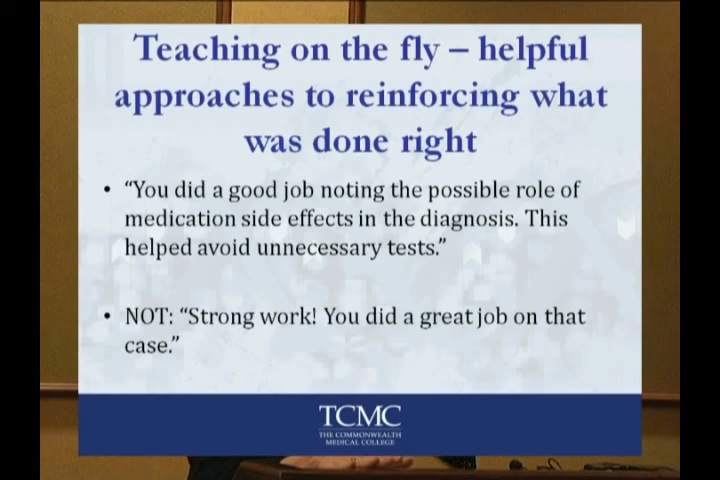 Teaching on the fly – helpful
approaches to reinforcing what
was done right
• “You did a good job noting the possible role of
medication side effects in the diagnosis. This
helped avoid unnecessary tests.”
• NOT: “Strong work! You did a great job on that
case.”
TCMC
THE COMMONWEALTH
MEDICAL COLLEGE